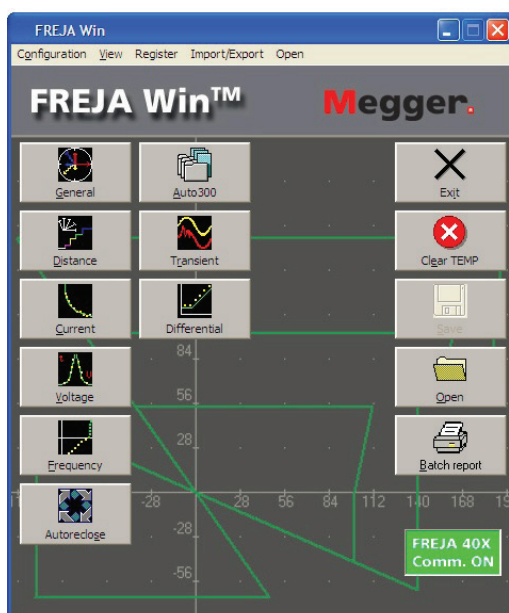 FREJA Win
Configuration View Register Import/Export Open
FREJA Win™ Megger.
General Auto300 Exit
Distance Transient Clear TEMP
Current Differential Save
84
Voltage 56 Open
28
Frequency Batch report
-28 28 56 84 112 140 168
Autoreclose -28
FREJA 40X
Comm. ON
-56